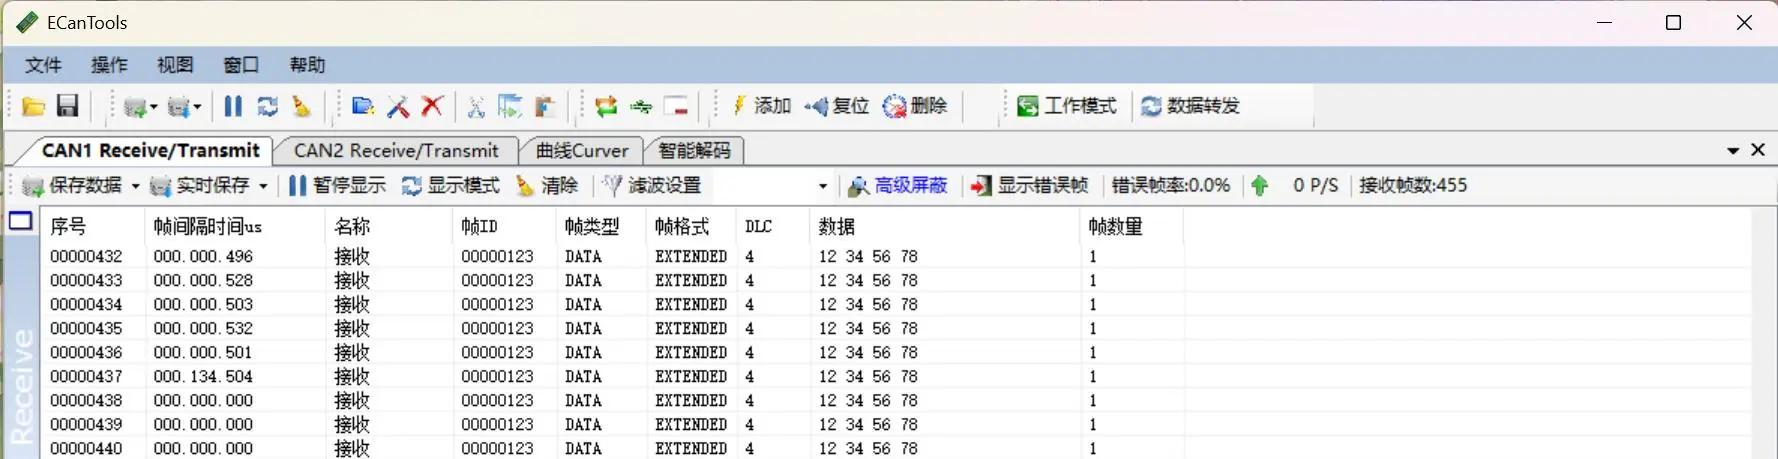 ECanTools
文件 操作 视图 窗口 帮助
添加 复位 删除 工作模式 数据转发
CAN1 Receive/Transmit CAN2 Receive/Transmit 曲线Curver 智能解码
保存数据 实时保存 暂停显示 显示模式 清除 滤波设置 高级屏蔽 显示错误帧 错误帧率:0.0% 0 P/S 接收帧数:455
序号 帧间隔时间us 名称 帧ID 帧类型 帧格式 DLC 数据 帧数量
00000432 000.000.496 接收 00000123 DATA EXTENDED 4 12 34 56 78 1
00000433 000.000.528 接收 00000123 DATA EXTENDED 4 12 34 56 78 1
00000434 000.000.503 接收 00000123 DATA EXTENDED 4 12 34 56 78 1
00000435 000.000.532 接收 00000123 DATA EXTENDED 4 12 34 56 78 1
00000436 000.000.501 接收 00000123 DATA EXTENDED 4 12 34 56 78 1
00000437 000.134.504 接收 00000123 DATA EXTENDED 4 12 34 56 78 1
00000438 000.000.000 接收 00000123 DATA EXTENDED 4 12 34 56 78 1
00000439 000.000.000 接收 00000123 DATA EXTENDED 4 12 34 56 78 1
00000440 000.000.000 接收 00000123 DATA EXTENDED 4 12 34 56 78 1
Receive